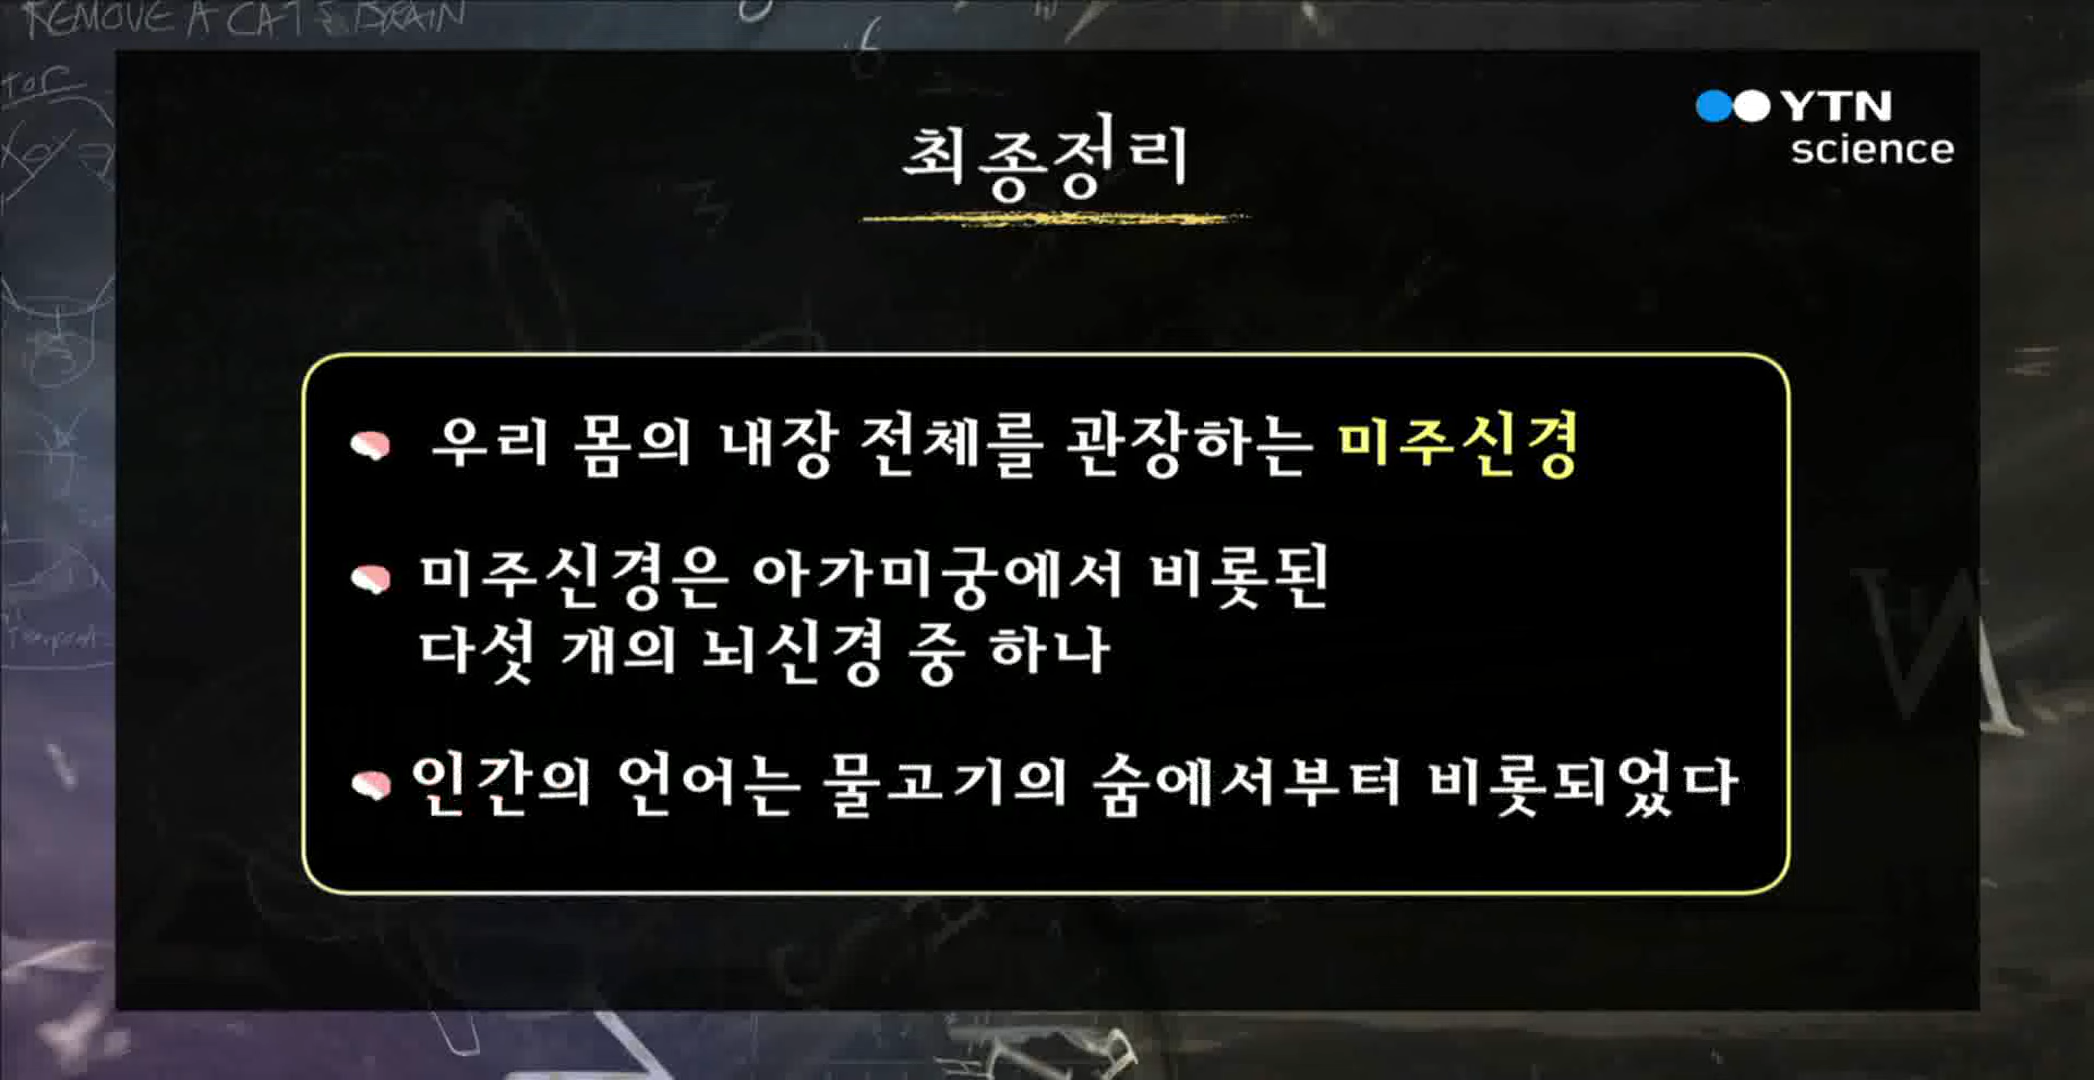 REMOVE A CAT'S BRAIN
YTN
science
최종정리
우리 몸의 내장 전체를 관장하는 미주신경
미주신경은 아가미궁에서 비롯된
다섯 개의 뇌신경 중 하나
인간의 언어는 물고기의 숨에서부터 비롯되었다